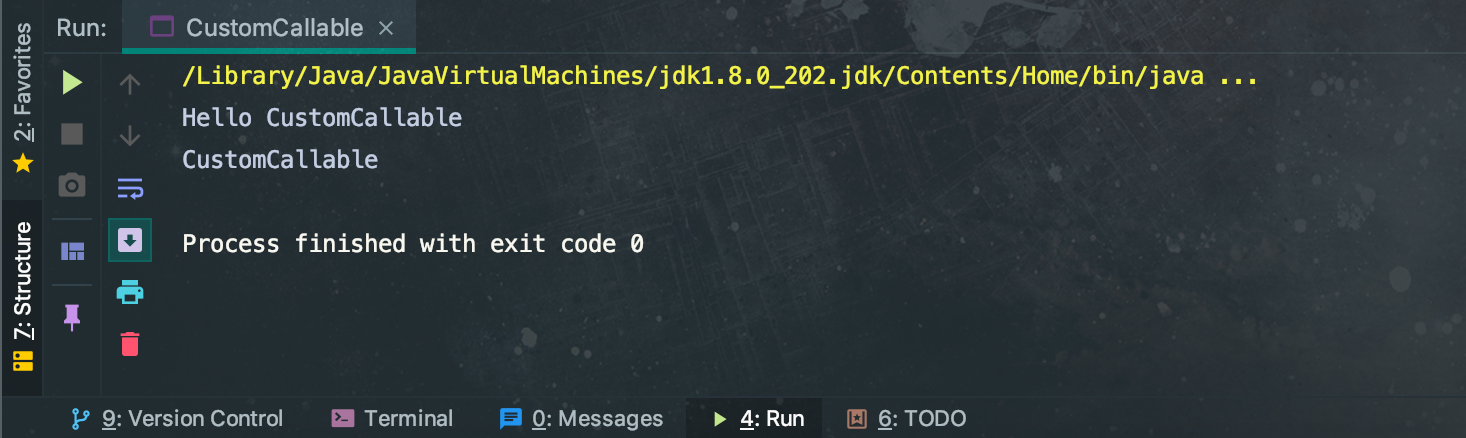 Run: CustomCallable
/Library/Java/JavaVirtualMachines/jdk1.8.0_202.jdk/Contents/Home/bin/java ...
Hello CustomCallable
CustomCallable
Process finished with exit code 0
2: Favorites
7: Structure
9: Version Control Terminal 0: Messages 4: Run 6: TODO